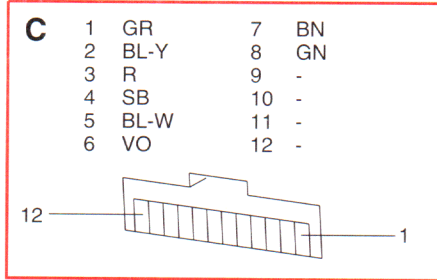 C 1 GR 7 BN
2 BL-Y 8 GN
3 R 9 -
4 SB 10 -
5 BL-W 11 -
6 VO 12 -
12 1